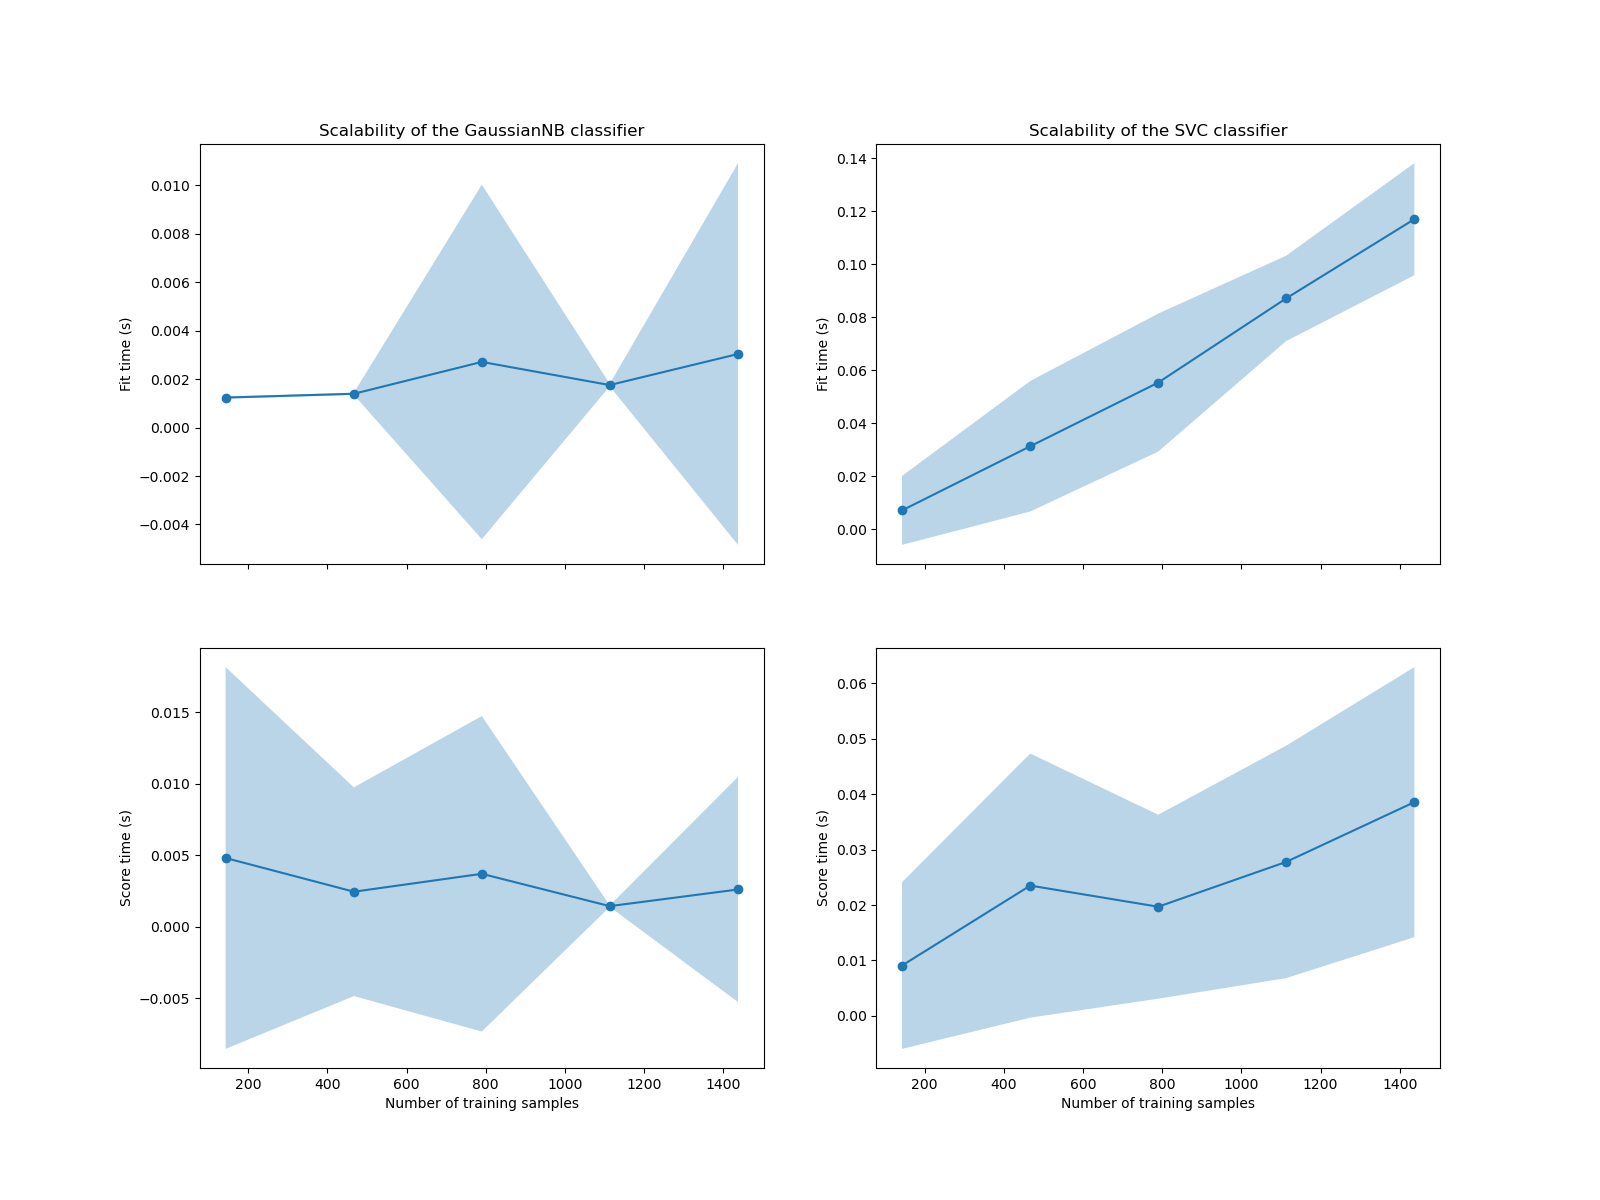 Scalability of the GaussianNB classifier
Fit time (s)
0.010
0.008
0.006
0.004
0.002
0.000
−0.002
−0.004
Scalability of the SVC classifier
Fit time (s)
0.14
0.12
0.10
0.08
0.06
0.04
0.02
0.00
Score time (s)
0.015
0.010
0.005
0.000
−0.005
200 400 600 800 1000 1200 1400
Number of training samples
Score time (s)
0.06
0.05
0.04
0.03
0.02
0.01
0.00
200 400 600 800 1000 1200 1400
Number of training samples